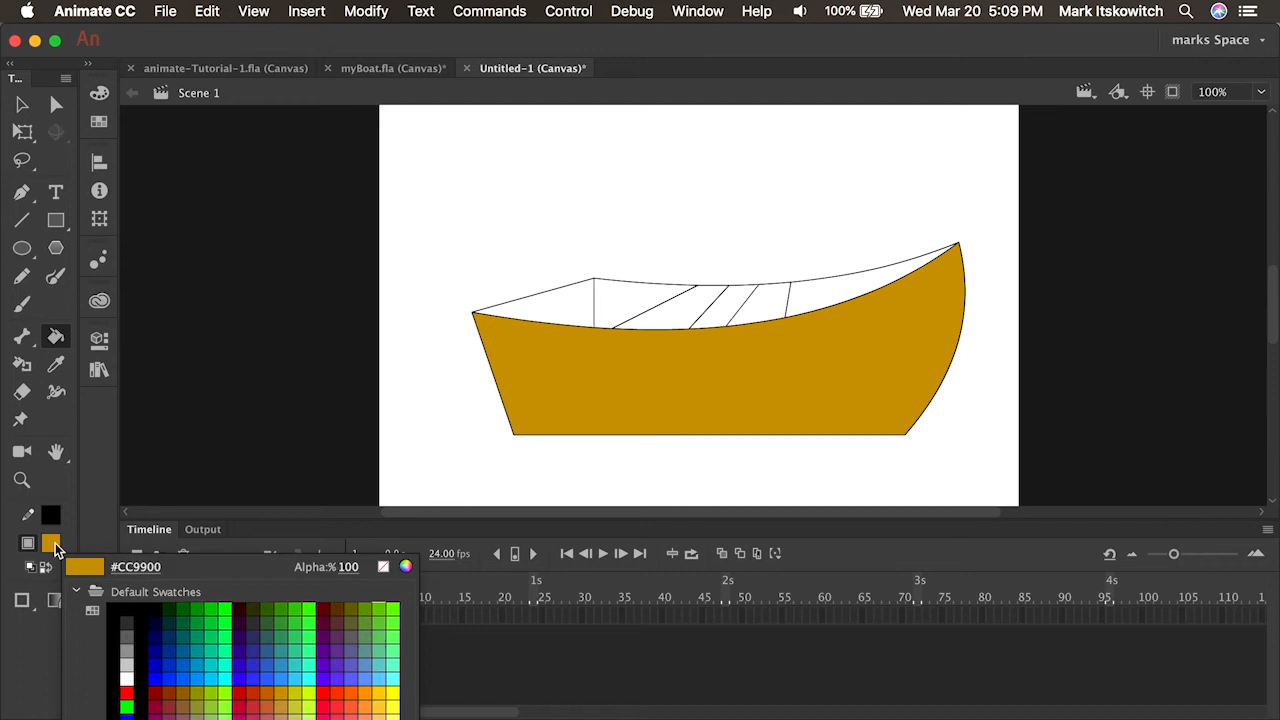 Animate CC File Edit View Insert Modify Text Commands Control Debug Window Help 100% Wed Mar 20 5:09 PM Mark Itskowitch
An marks Space
T... × animate-Tutorial-1.fla (Canvas) × myBoat.fla (Canvas)* × Untitled-1 (Canvas)*
Scene 1 100%
T
Timeline Output
24.00 fps
#CC9900 Alpha:% 100
1s 2s 3s 4s
Default Swatches
10 15 20 25 30 35 40 45 50 55 60 65 70 75 80 85 90 95 100 105 110